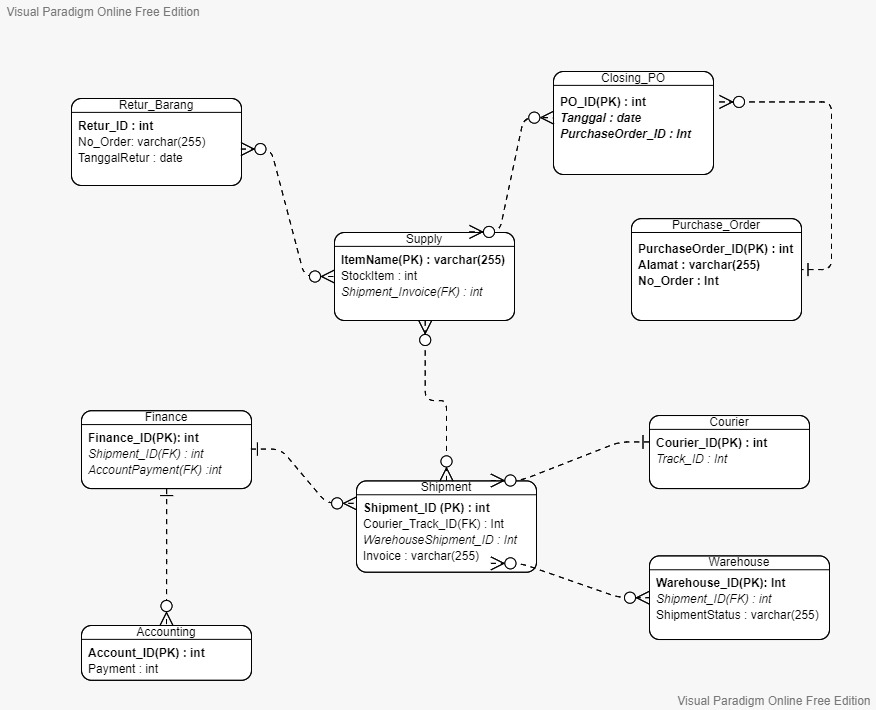 Visual Paradigm Online Free Edition
Closing_PO
PO_ID(PK) : int
Tanggal : date
PurchaseOrder_ID : Int
Retur_Barang
Retur_ID : int
No_Order: varchar(255)
TanggalRetur : date
Purchase_Order
PurchaseOrder_ID(PK) : int
Alamat : varchar(255)
No_Order : Int
Supply
ItemName(PK) : varchar(255)
StockItem : int
Shipment_Invoice(FK) : int
Finance
Finance_ID(PK): int
Shipment_ID(FK) : int
AccountPayment(FK) :int
Courier
Courier_ID(PK) : int
Track_ID : Int
Shipment
Shipment_ID (PK) : int
Courier_Track_ID(FK) : Int
WarehouseShipment_ID : Int
Invoice : varchar(255)
Warehouse
Warehouse_ID(PK): Int
Shipment_ID(FK) : int
ShipmentStatus : varchar(255)
Accounting
Account_ID(PK) : int
Payment : int
Visual Paradigm Online Free Edition